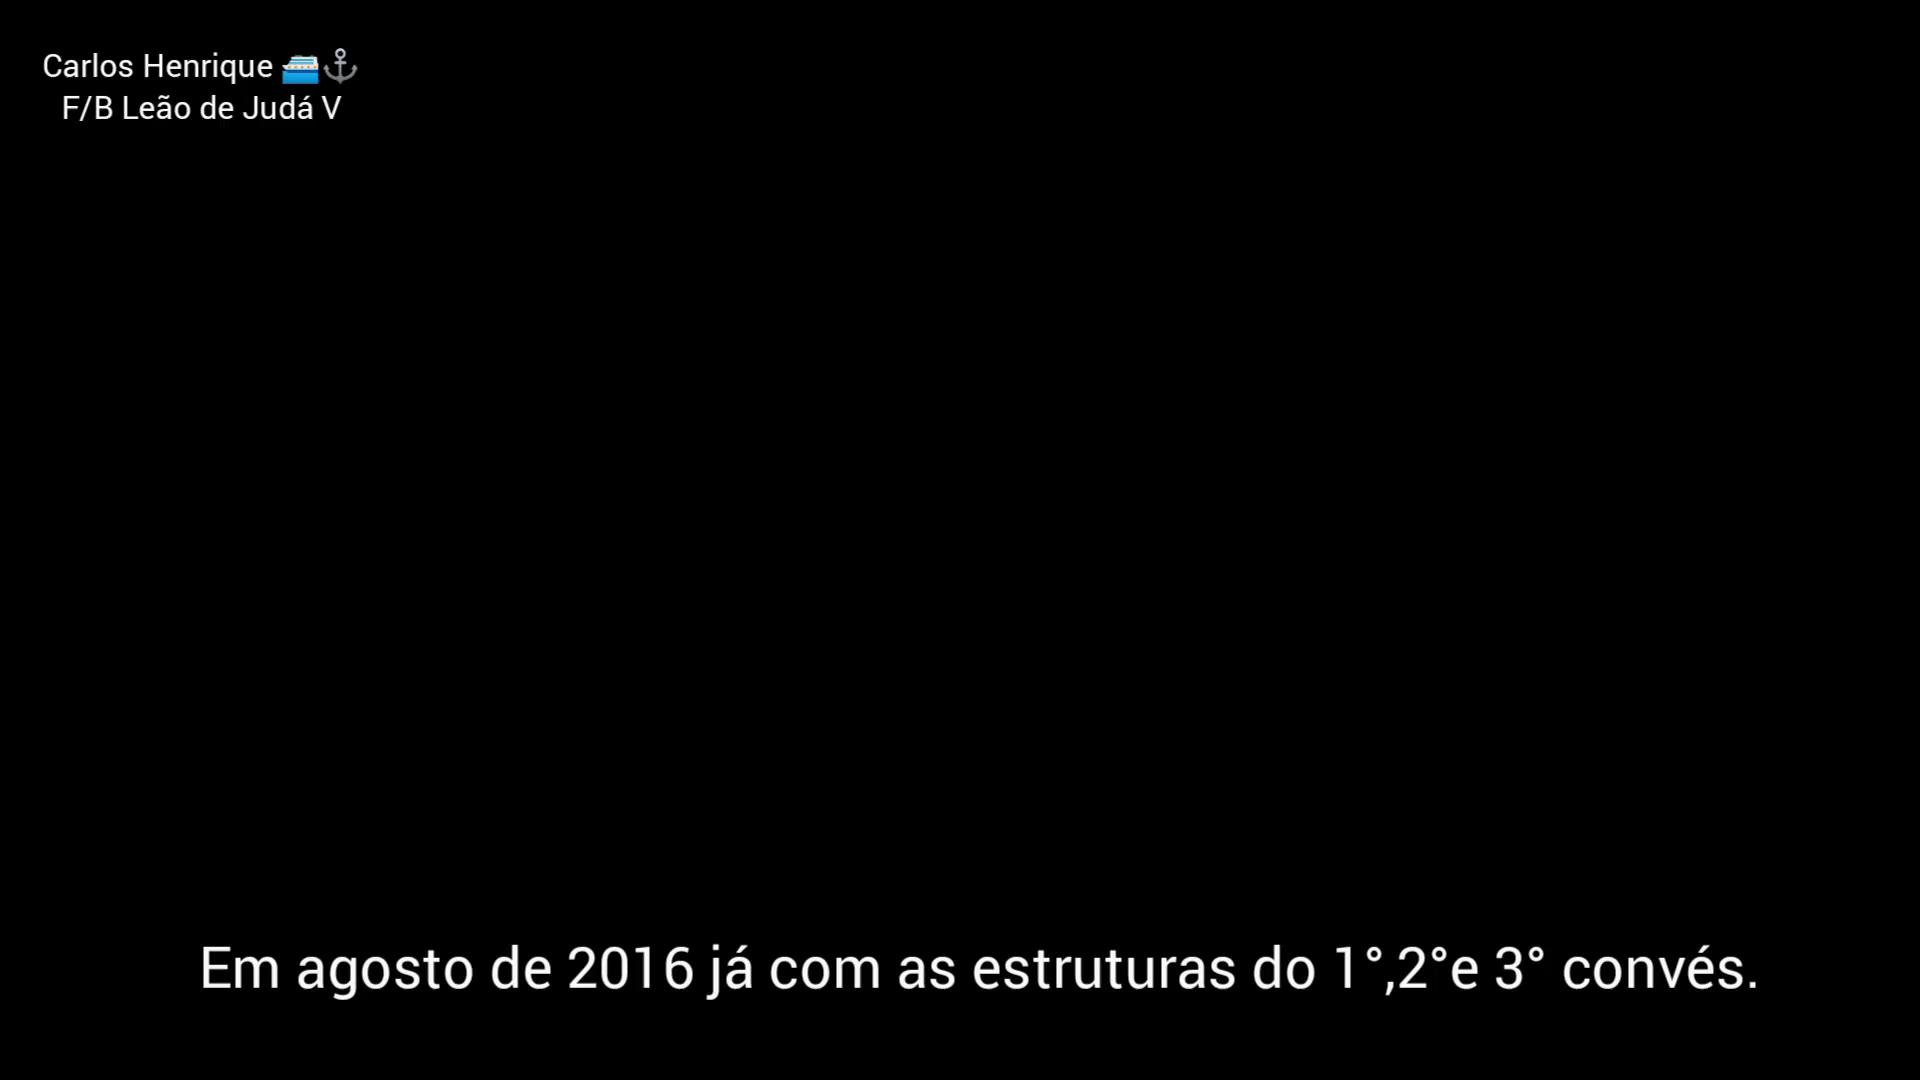 Carlos Henrique 🛳️⚓
F/B Leão de Judá V
Em agosto de 2016 já com as estruturas do 1°,2°e 3° convés.